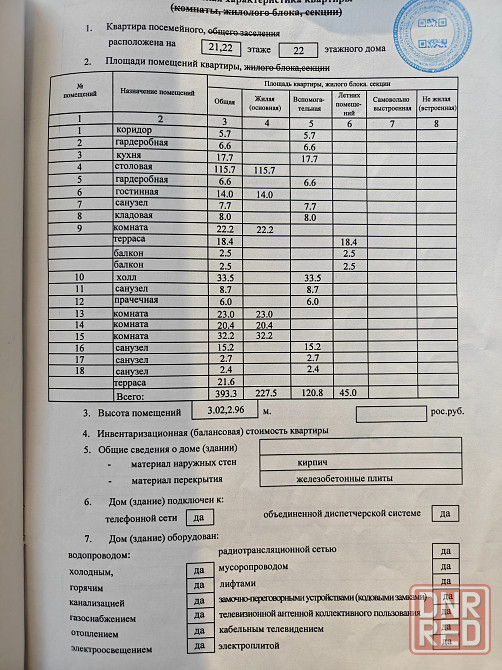 характеристика квартиры
(комнаты, жилолого блока, секции)
1. Квартира посемейного, общего заселения
расположена на 21,22 этаже 22 этажного дома
2. Площади помещений квартиры, жилого блока,секции
№ помещений Назначение помещений Площадь квартиры, жилого блока. секции
Общая Жилая (основная) Вспомога-тельная Летних помеще-ний Самовольно выстроенная Не жилая (встроенная)
1 2 3 4 5 6 7 8
1 коридор 5.7 5.7
2 гардеробная 6.6 6.6
3 кухня 17.7 17.7
4 столовая 115.7 115.7
5 гардеробная 6.6 6.6
6 гостинная 14.0 14.0
7 санузел 7.7 7.7
8 кладовая 8.0 8.0
9 комната 22.2 22.2
терраса 18.4 18.4
балкон 2.5 2.5
балкон 2.5 2.5
10 холл 33.5 33.5
11 санузел 8.7 8.7
12 прачечная 6.0 6.0
13 комната 23.0 23.0
14 комната 20.4 20.4
15 комната 32.2 32.2
16 санузел 15.2 15.2
17 санузел 2.7 2.7
18 санузел 2.4 2.4
терраса 21.6
Всего: 393.3 227.5 120.8 45.0
3. Высота помещений 3.02,2.96 м. рос.руб.
4. Инвентаризационная (балансовая) стоимость квартиры
5. Общие сведения о доме (здании)
- материал наружных стен кирпич
- материал перекрытия железобетонные плиты
6. Дом (здание) подключен к:
телефонной сети да объединенной диспетчерской системе да
7. Дом (здание) оборудован:
водопроводом: радиотрансляционной сетью да
холодным, да мусоропроводом да
горячим да лифтами да
канализацией да замочно-переговорными устройствами (кодовыми замками) да
газоснабжением да телевизионной антенной коллективного пользования да
отоплением да кабельным телевидением да
электроосвещением да электроплитой
DNR
RED